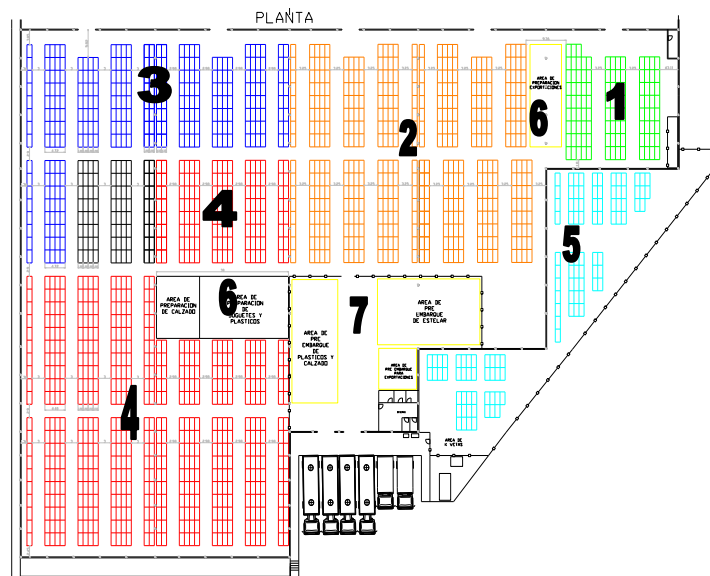 PLANTA
3
2
AREA DE
PREPARACION
EXPORTICIONES
6
1
4
5
AREA DE
PREPARACION
DE CALZADO
6
AREA DE
PREPARACION
DE
JUGUETES Y
PLASTICOS
7
AREA DE
PRE
EMBARQUE
DE
PLASTICOS Y
CALZADO
AREA DE
PRE
EMBARQUE
DE ESTELAR
AREA DE
PRE EMBARQUE
PARA
EXPORTACIONES
4
AREA DE